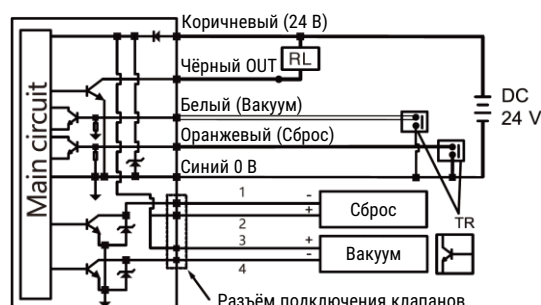 Коричневый (24 В)
RL
Чёрный OUT
DC
24 V
Белый (Вакуум)
Оранжевый (Сброс)
Синий 0 В
Main circuit
1
-
Сброс
+
2
TR
3
+
Вакуум
-
4
Разъём подключения клапанов